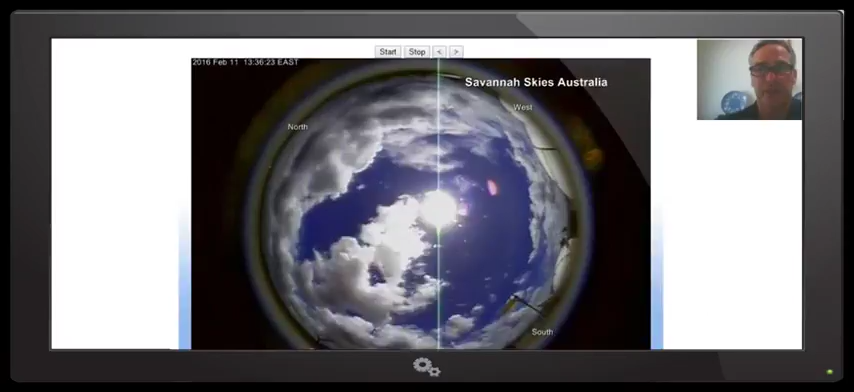 Start Stop < >
2016 Feb 11 13:36:23 EAST
Savannah Skies Australia
West
North
South